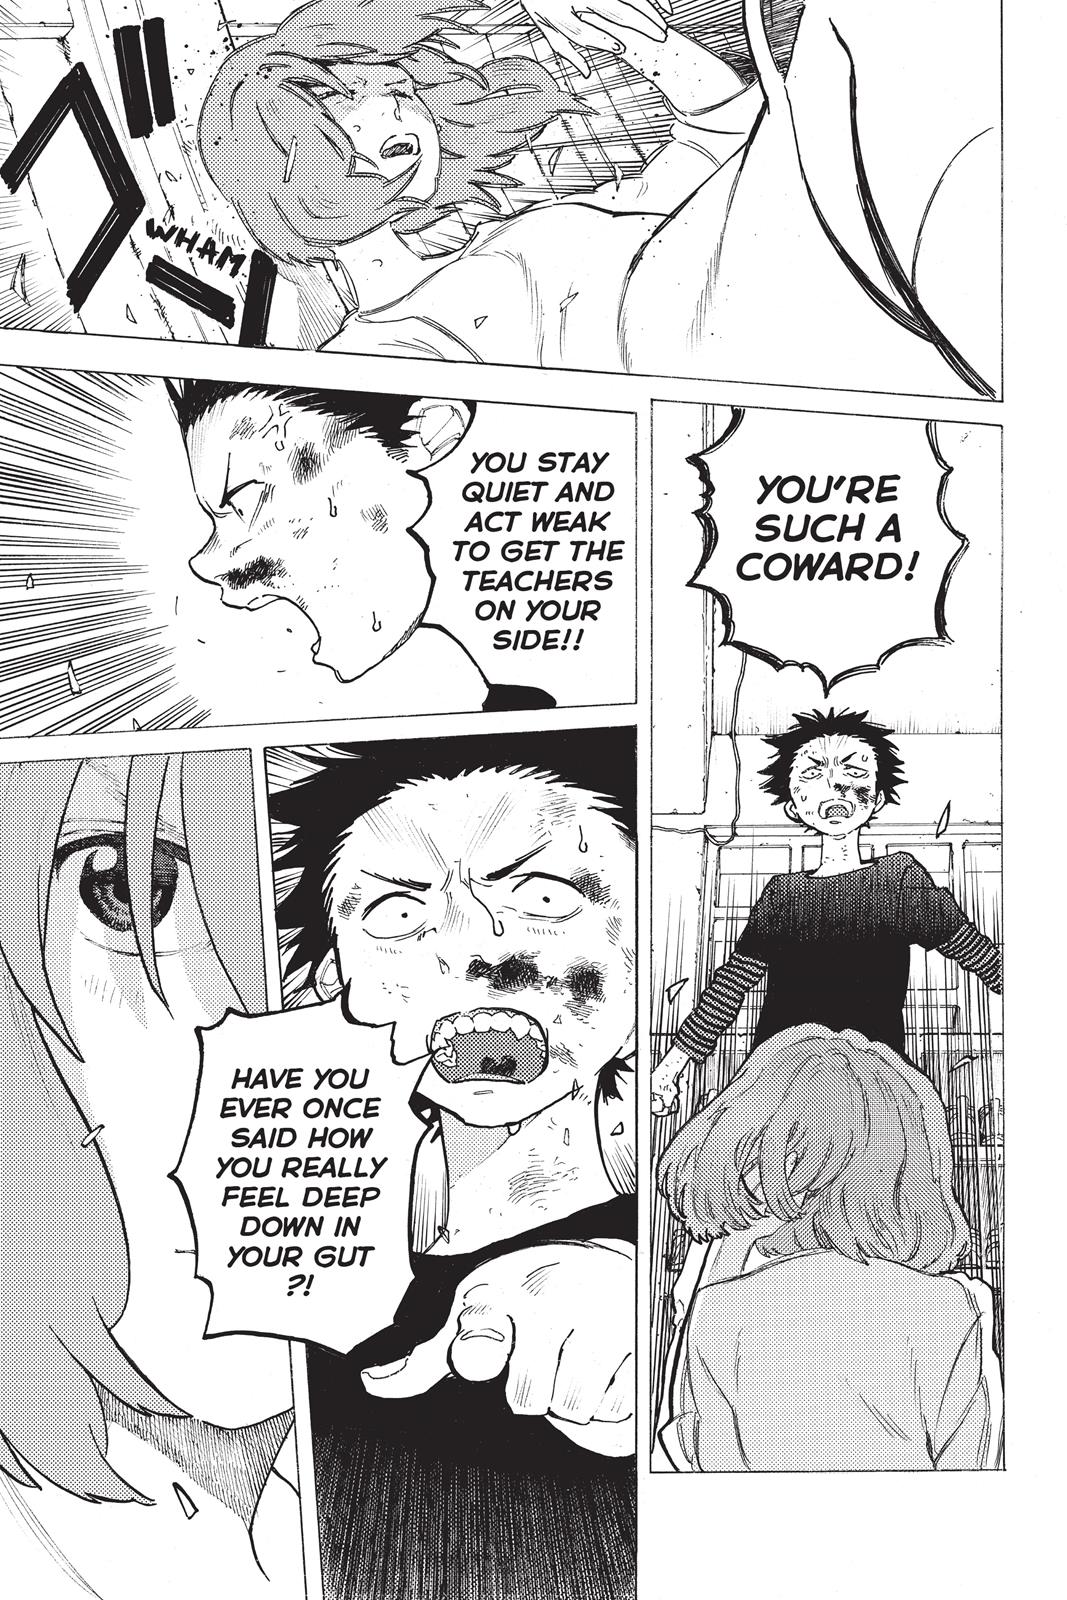 WHAM
YOU'RE
SUCH A
COWARD!
YOU STAY
QUIET AND
ACT WEAK
TO GET THE
TEACHERS
ON YOUR
SIDE!!
HAVE YOU
EVER ONCE
SAID HOW
YOU REALLY
FEEL DEEP
DOWN IN
YOUR GUT
?!